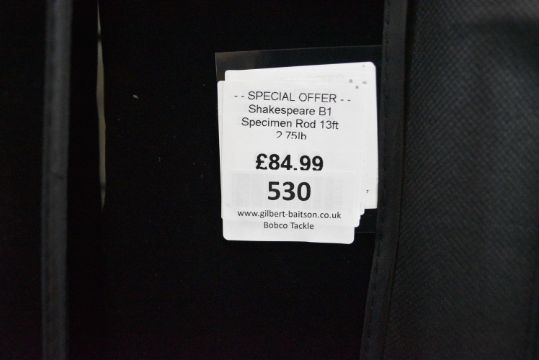 - - SPECIAL OFFER - -
Shakespeare B1
Specimen Rod 13ft
2.75lb
£84.99
530
www.gilbert-baitson.co.uk
Bobco Tackle